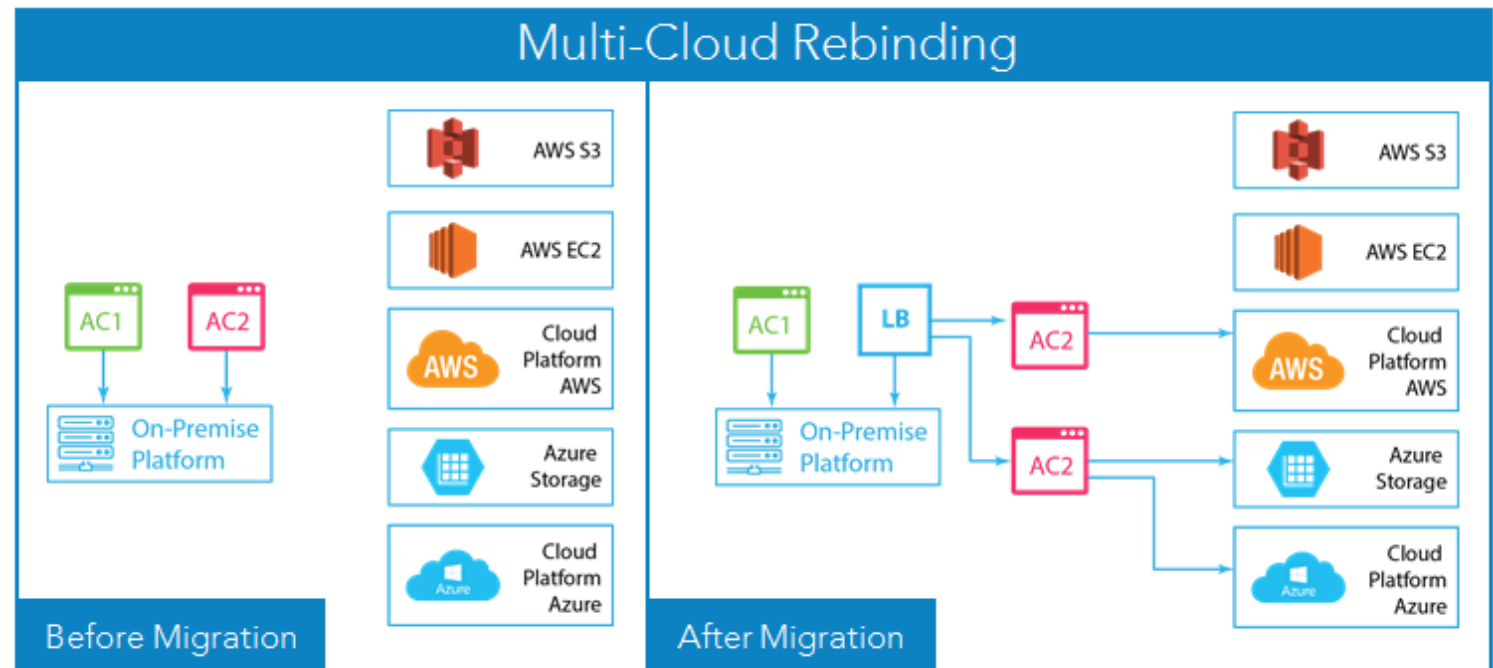 Multi-Cloud Rebinding
AWS S3
AWS EC2
AC1
AC2
Cloud
Platform
AWS
AWS
On-Premise
Platform
Azure
Storage
Cloud
Platform
Azure
Azure
Before Migration
AWS S3
AWS EC2
AC1
LB
AC2
Cloud
Platform
AWS
AWS
On-Premise
Platform
AC2
Azure
Storage
Cloud
Platform
Azure
Azure
After Migration